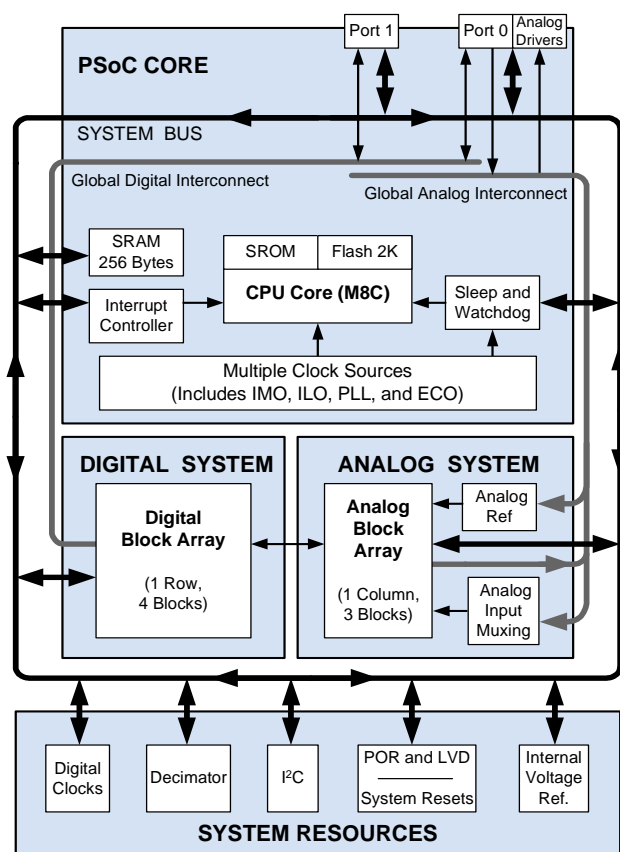 Port 1
Port 0
Analog
Drivers
PSoC CORE
SYSTEM BUS
Global Digital Interconnect
Global Analog Interconnect
SRAM
256 Bytes
SROM
Flash 2K
CPU Core (M8C)
Interrupt
Controller
Sleep and
Watchdog
Multiple Clock Sources
(Includes IMO, ILO, PLL, and ECO)
DIGITAL SYSTEM
Digital
Block Array
(1 Row,
4 Blocks)
ANALOG SYSTEM
Analog
Block
Array
(1 Column,
3 Blocks)
Analog
Ref
Analog
Input
Muxing
Digital
Clocks
Decimator
I²C
POR and LVD
System Resets
Internal
Voltage
Ref.
SYSTEM RESOURCES